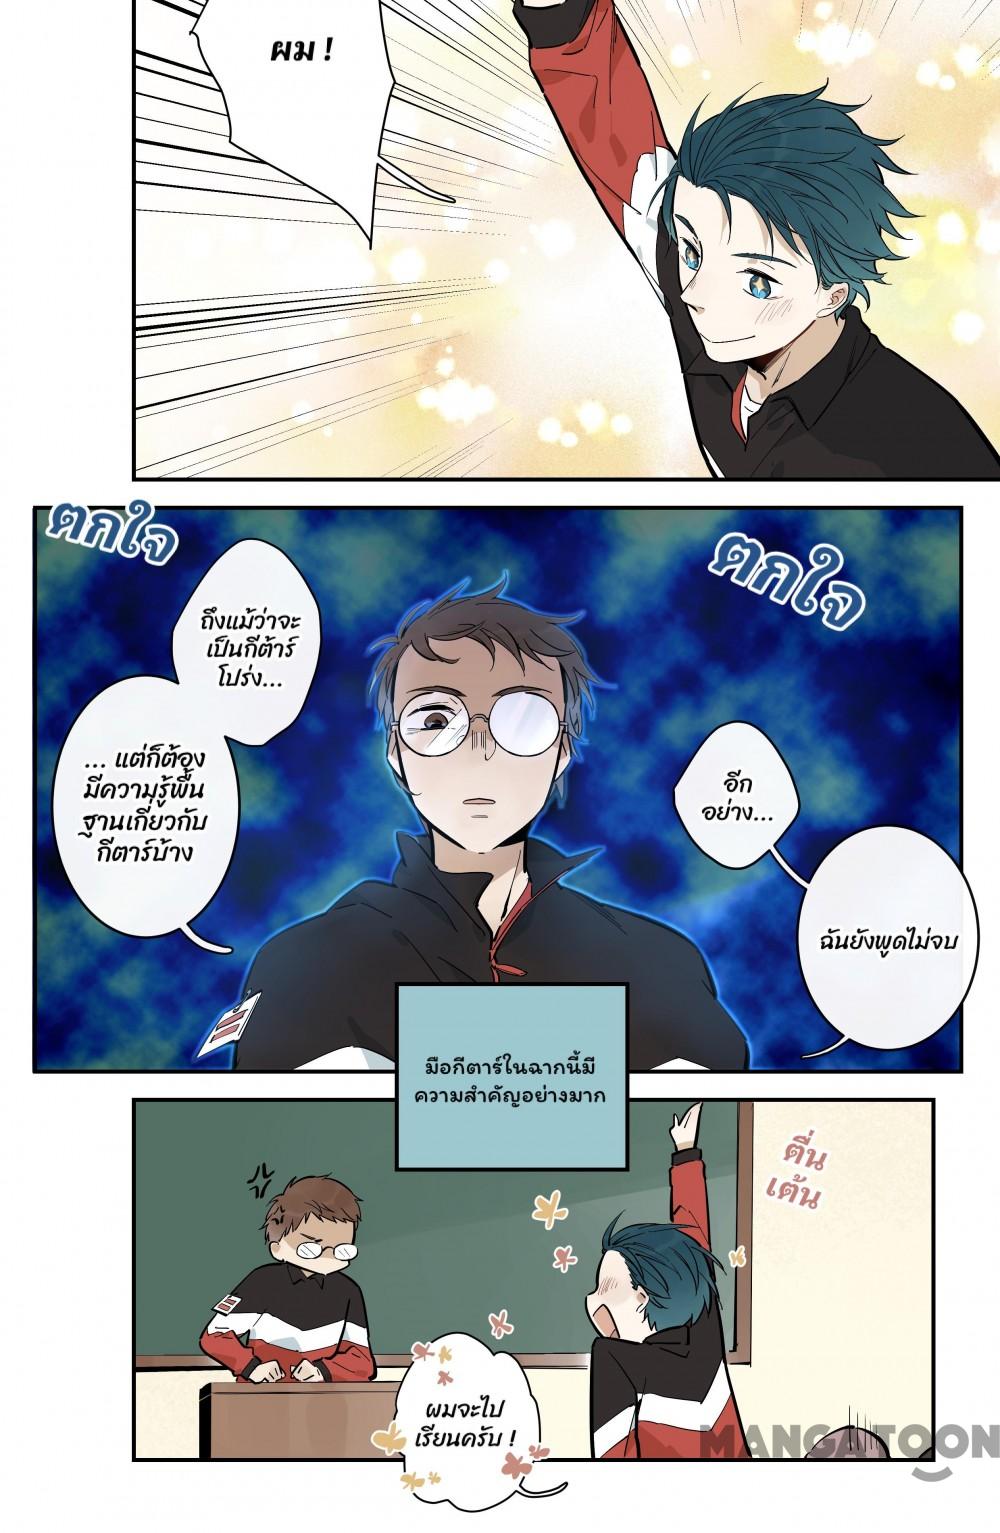 ผม !
ตกใจ
ตกใจ
ถึงแม้ว่าจะ
เป็นกีต้าร์
โปร่ง...
... แต่ก็ต้อง
มีความรู้พื้น
ฐานเกี่ยวกับ
กีตาร์บ้าง
อีก
อย่าง...
ฉันยังพูดไม่จบ
มือกีตาร์ในฉากนี้มี
ความสำคัญอย่างมาก
ตื่น
เต้น
ผมจะไป
เรียนครับ !
MANGATOON